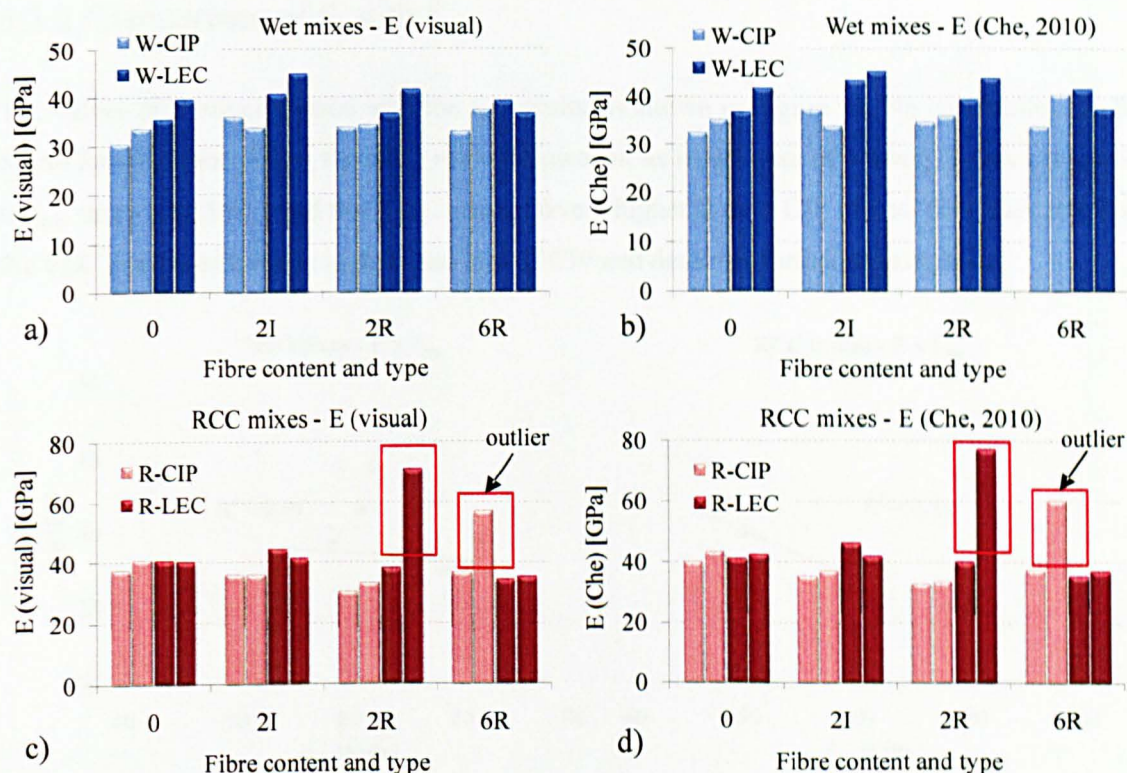 Wet mixes - E (visual)
E (visual) [GPa]
50
40
30
20
10
0
W-CIP
W-LEC
0 2I 2R 6R
a)
Fibre content and type
Wet mixes - E (Che, 2010)
E (Che) [GPa]
50
40
30
20
10
0
W-CIP
W-LEC
0 2I 2R 6R
b)
Fibre content and type
RCC mixes - E (visual)
outlier
E (visual) [GPa]
80
60
40
20
0
R-CIP
R-LEC
0 2I 2R 6R
c)
Fibre content and type
RCC mixes - E (Che, 2010)
outlier
E (Che) [GPa]
80
60
40
20
0
R-CIP
R-LEC
0 2I 2R 6R
d)
Fibre content and type